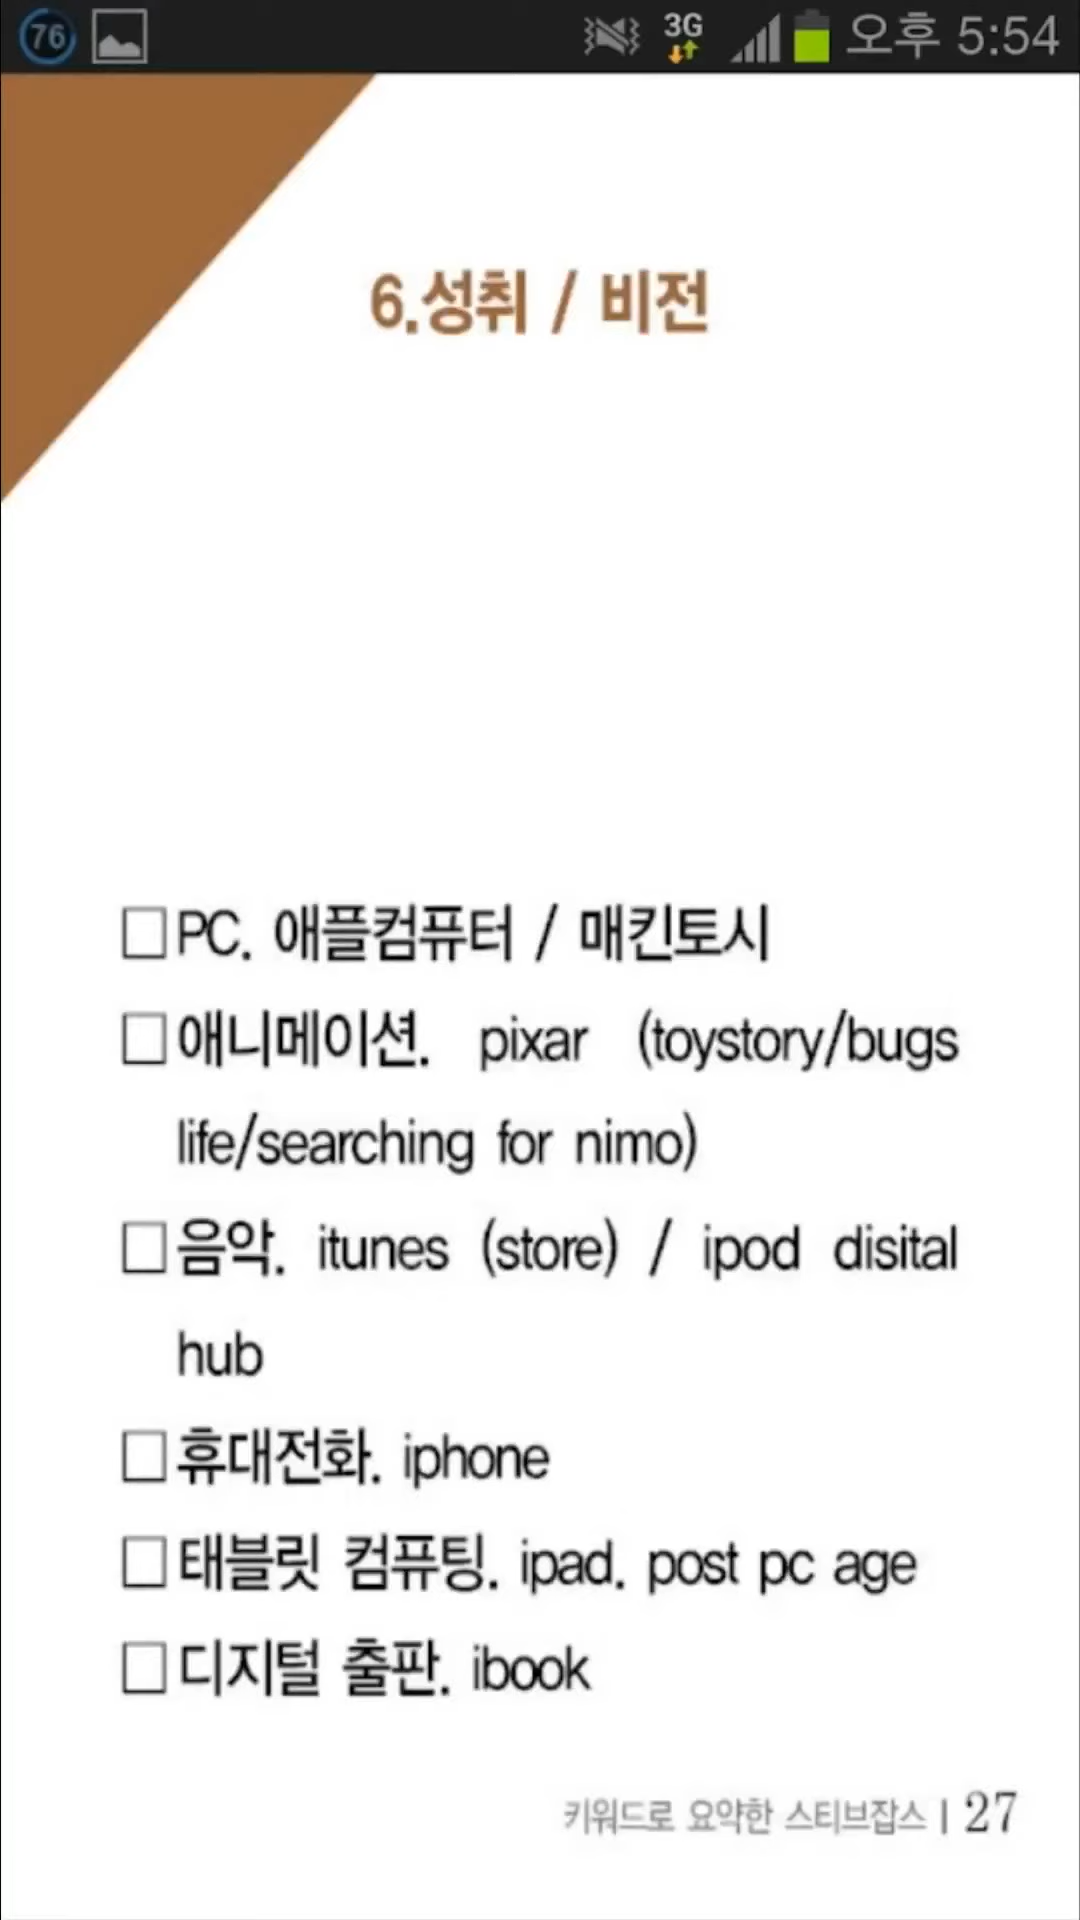 76
3G
오후 5:54
6.성취 / 비전
□PC. 애플컴퓨터 / 매킨토시
□애니메이션. pixar (toystory/bugs
life/searching for nimo)
□음악. itunes (store) / ipod disital
hub
□휴대전화. iphone
□태블릿 컴퓨팅. ipad. post pc age
□디지털 출판. ibook
키워드로 요약한 스티브잡스 | 27